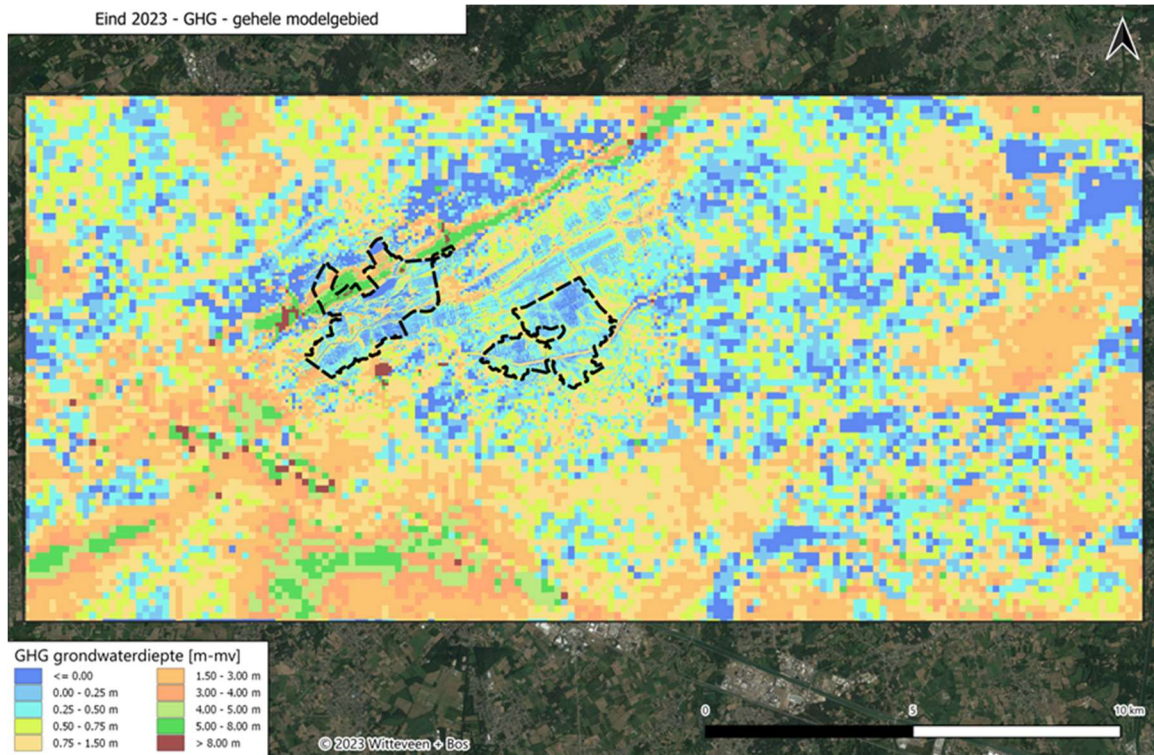 Eind 2023 - GHG - gehele modelgebied
GHG grondwaterdiepte [m-mv]
<= 0.00
0.00 - 0.25 m
0.25 - 0.50 m
0.50 - 0.75 m
0.75 - 1.50 m
1.50 - 3.00 m
3.00 - 4.00 m
4.00 - 5.00 m
5.00 - 8.00 m
> 8.00 m
© 2023 Witteveen + Bos
0 5 10 km